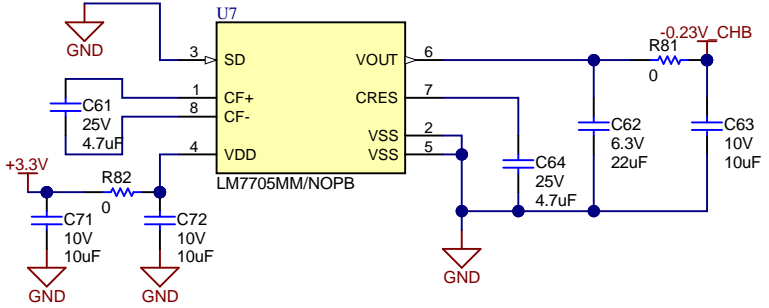 U7
GND
3
SD
VOUT
6
-0.23V_CHB
R81
0
C61
25V
4.7uF
1
CF+
8
CF-
CRES
7
VSS
2
VSS
5
C62
6.3V
22uF
C63
10V
10uF
+3.3V
R82
0
4
VDD
LM7705MM/NOPB
C64
25V
4.7uF
C71
10V
10uF
C72
10V
10uF
GND
GND
GND